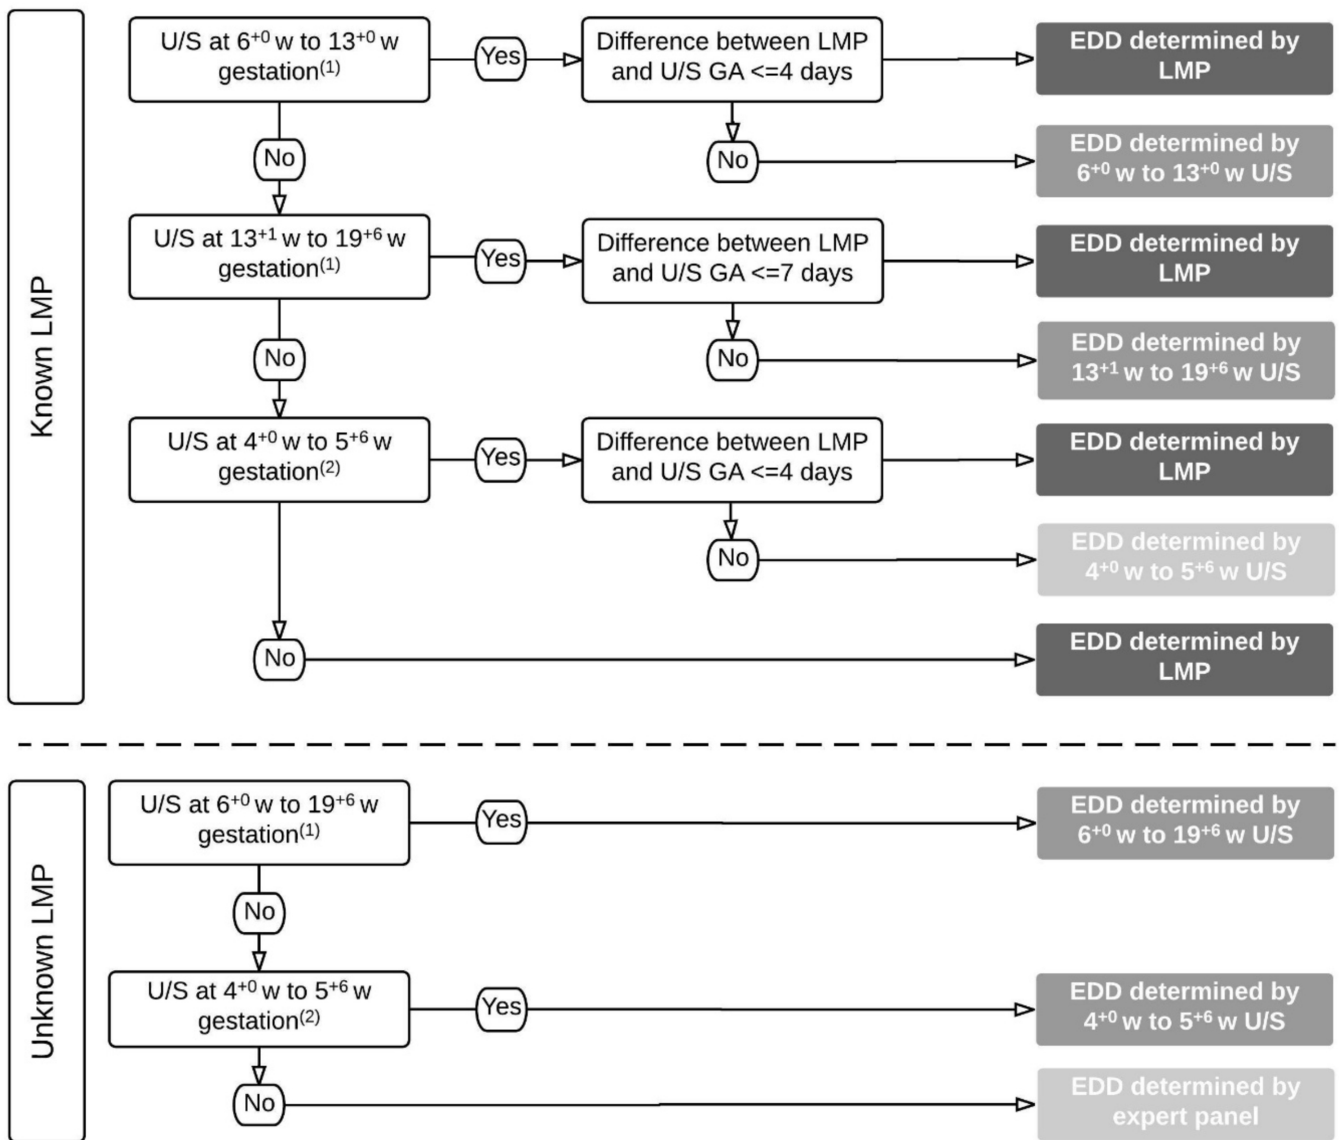 Known LMP
U/S at 6⁺⁰ w to 13⁺⁰ w
gestation⁽¹⁾
Yes
Difference between LMP
and U/S GA <=4 days
EDD determined by
LMP
No
No
EDD determined by
6⁺⁰ w to 13⁺⁰ w U/S
U/S at 13⁺¹ w to 19⁺⁶ w
gestation⁽¹⁾
Yes
Difference between LMP
and U/S GA <=7 days
EDD determined by
LMP
No
No
EDD determined by
13⁺¹ w to 19⁺⁶ w U/S
U/S at 4⁺⁰ w to 5⁺⁶ w
gestation⁽²⁾
Yes
Difference between LMP
and U/S GA <=4 days
EDD determined by
LMP
No
EDD determined by
4⁺⁰ w to 5⁺⁶ w U/S
No
EDD determined by
LMP
Unknown LMP
U/S at 6⁺⁰ w to 19⁺⁶ w
gestation⁽¹⁾
Yes
EDD determined by
6⁺⁰ w to 19⁺⁶ w U/S
No
U/S at 4⁺⁰ w to 5⁺⁶ w
gestation⁽²⁾
Yes
EDD determined by
4⁺⁰ w to 5⁺⁶ w U/S
No
EDD determined by
expert panel